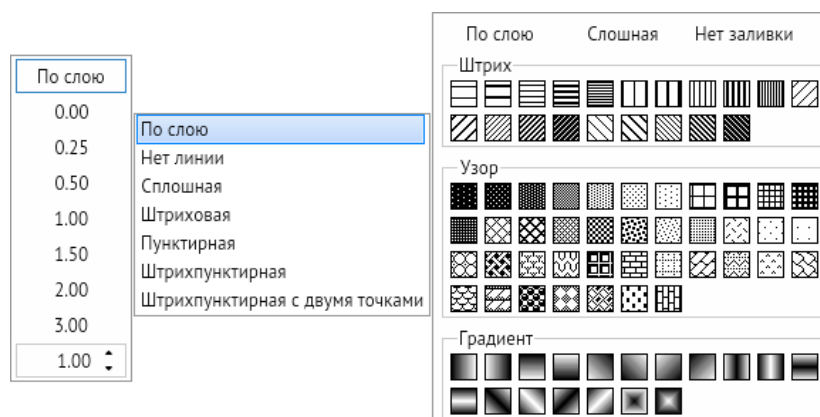 По слою
0.00
0.25
0.50
1.00
1.50
2.00
3.00
1.00
По слою
Нет линии
Сплошная
Штриховая
Пунктирная
Штрихпунктирная
Штрихпунктирная с двумя точками
По слою Слошная Нет заливки
Штрих
Узор
Градиент